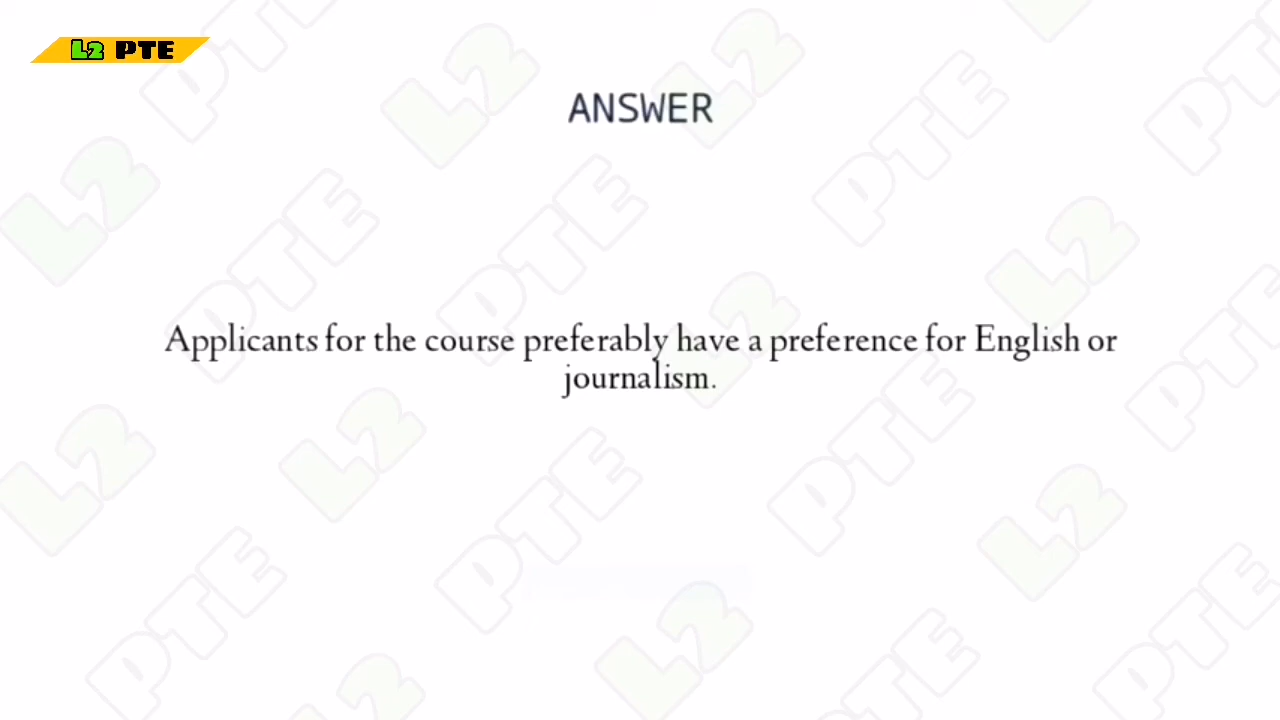 L2 PTE
ANSWER
Applicants for the course preferably have a preference for English or
journalism.